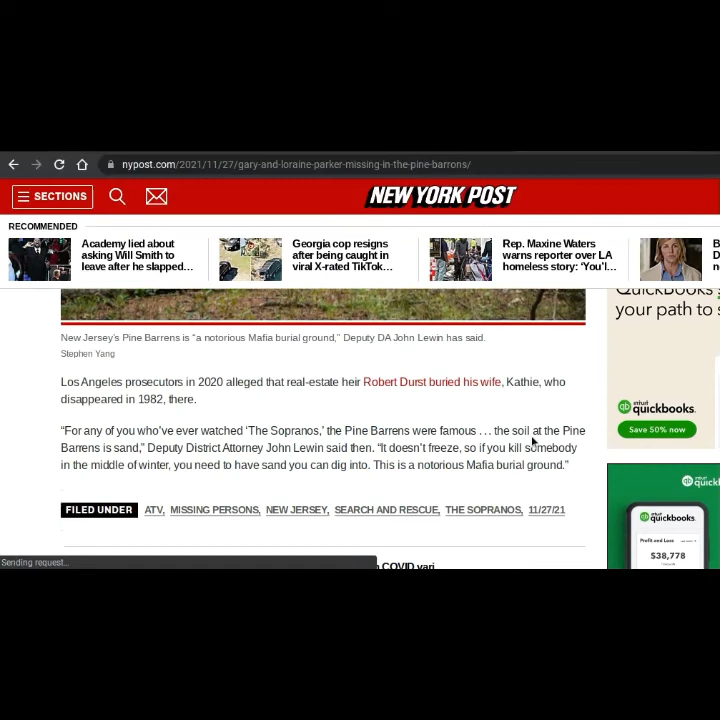 nypost.com/2021/11/27/gary-and-loraine-parker-missing-in-the-pine-barrons/
SECTIONS
NEW YORK POST
RECOMMENDED
Academy lied about
asking Will Smith to
leave after he slapped…
Georgia cop resigns
after being caught in
viral X-rated TikTok…
Rep. Maxine Waters
warns reporter over LA
homeless story: ‘You’l…
B
D
n
QuickBooks
your path to s
New Jersey’s Pine Barrens is “a notorious Mafia burial ground,” Deputy DA John Lewin has said.
Stephen Yang
Los Angeles prosecutors in 2020 alleged that real-estate heir Robert Durst buried his wife, Kathie, who
disappeared in 1982, there.
“For any of you who’ve ever watched ‘The Sopranos,’ the Pine Barrens were famous . . . the soil at the Pine
Barrens is sand,” Deputy District Attorney John Lewin said then. “It doesn’t freeze, so if you kill somebody
in the middle of winter, you need to have sand you can dig into. This is a notorious Mafia burial ground.”
intuit
quickbooks.
Save 50% now
FILED UNDER ATV, MISSING PERSONS, NEW JERSEY, SEARCH AND RESCUE, THE SOPRANOS, 11/27/21
quickb
intuit
quickbooks.
Profit and Loss
$38,778
Sending request…
COVID vari